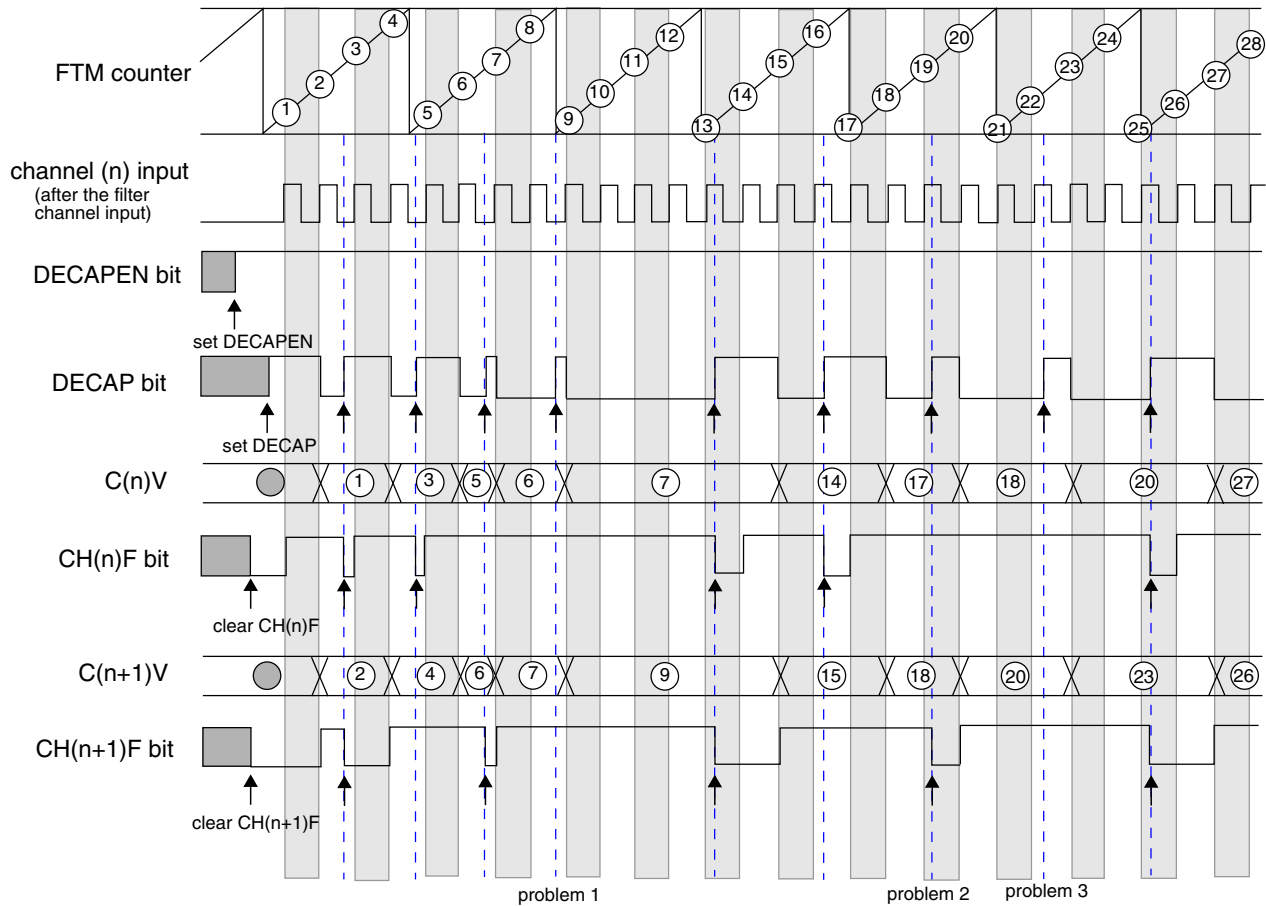 FTM counter
1 2 3 4 5 6 7 8 9 10 11 12 13 14 15 16 17 18 19 20 21 22 23 24 25 26 27 28
channel (n) input
(after the filter
channel input)
DECAPEN bit
set DECAPEN
DECAP bit
set DECAP
C(n)V
1 3 5 6 7 14 17 18 20 27
CH(n)F bit
clear CH(n)F
C(n+1)V
2 4 6 7 9 15 18 20 23 26
CH(n+1)F bit
clear CH(n+1)F
problem 1 problem 2 problem 3